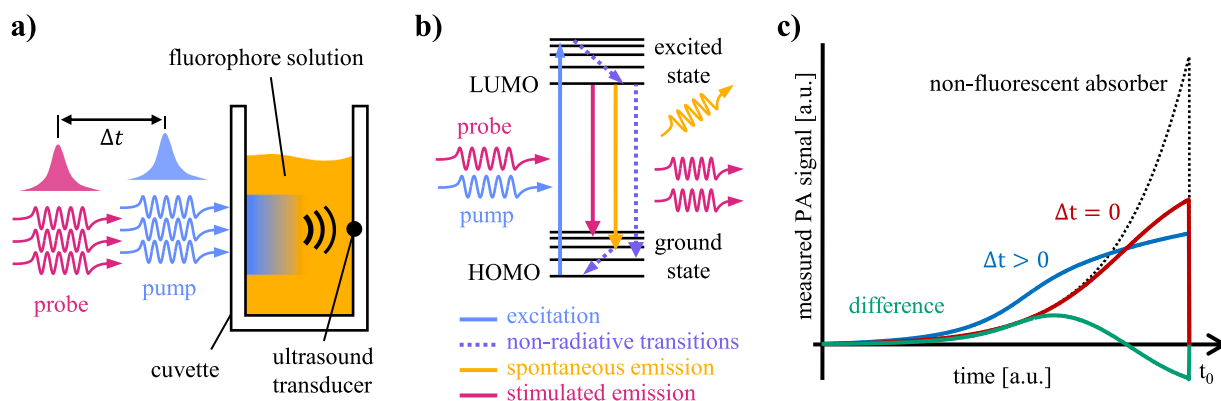 a)
fluorophore solution
Δt
probe
pump
cuvette
ultrasound
transducer
b)
LUMO
excited
state
probe
pump
HOMO
ground
state
excitation
non-radiative transitions
spontaneous emission
stimulated emission
c)
measured PA signal [a.u.]
non-fluorescent absorber
Δt = 0
Δt > 0
difference
time [a.u.]
t₀